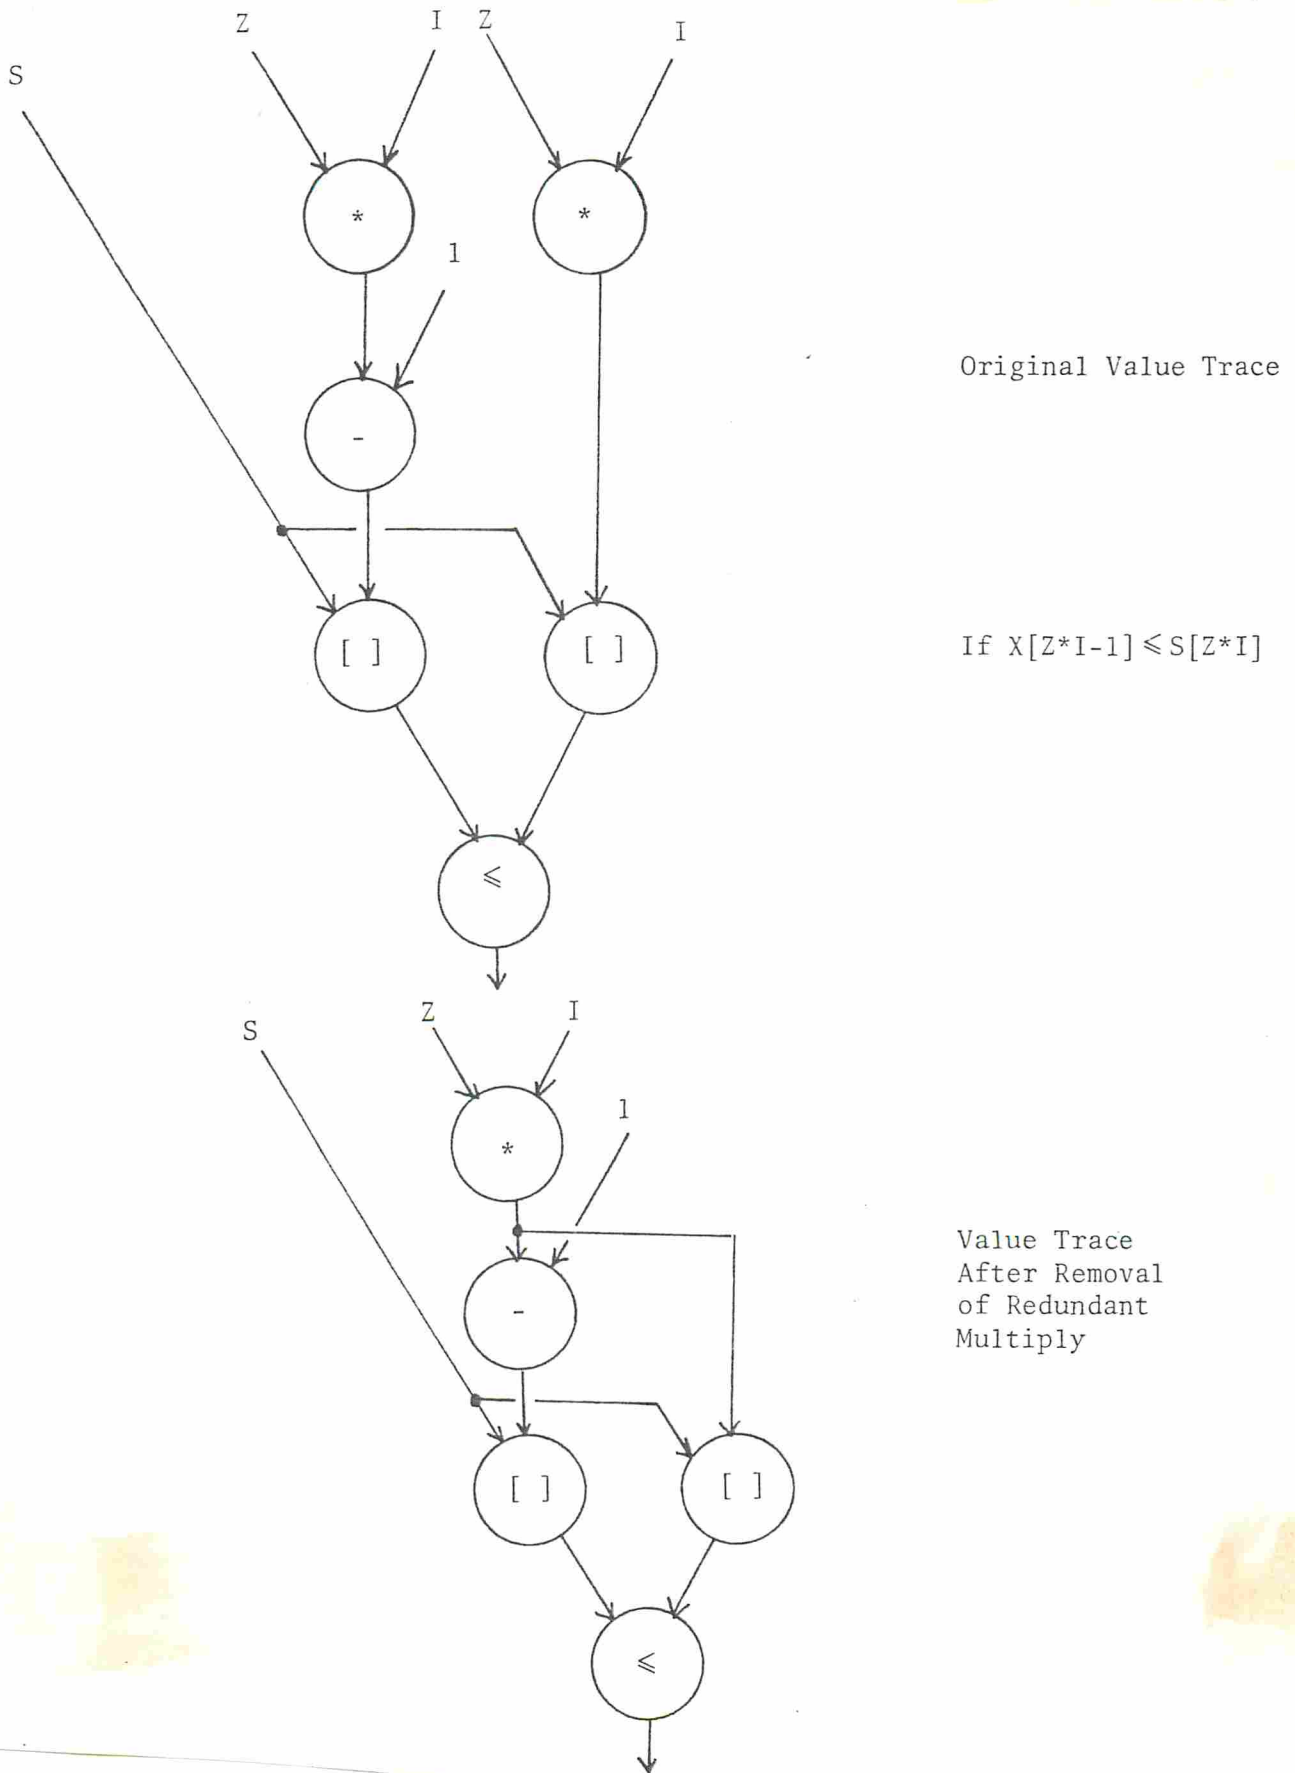 Z I Z I
S
* *
1
Original Value Trace
-
[ ] [ ]
If X[Z*I-1] ⩽ S[Z*I]
⩽
Z I
S
1
*
Value Trace
After Removal
of Redundant
Multiply
-
[ ] [ ]
⩽